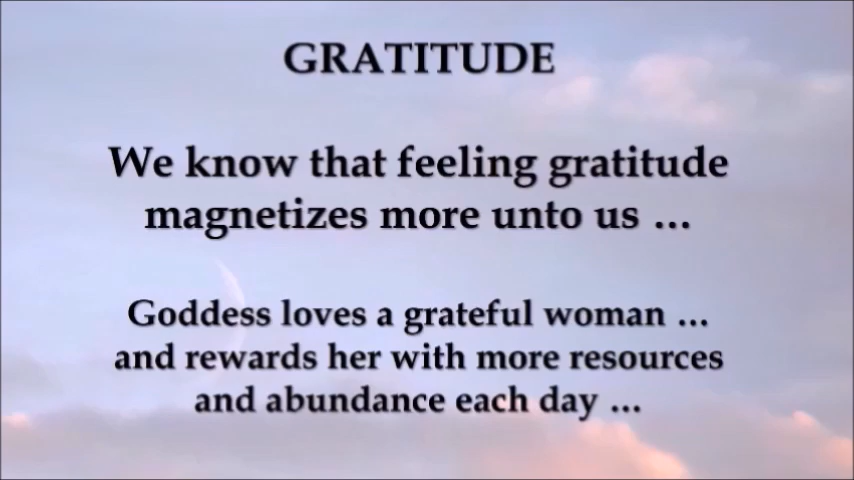 GRATITUDE
We know that feeling gratitude
magnetizes more unto us ...
Goddess loves a grateful woman ...
and rewards her with more resources
and abundance each day ...